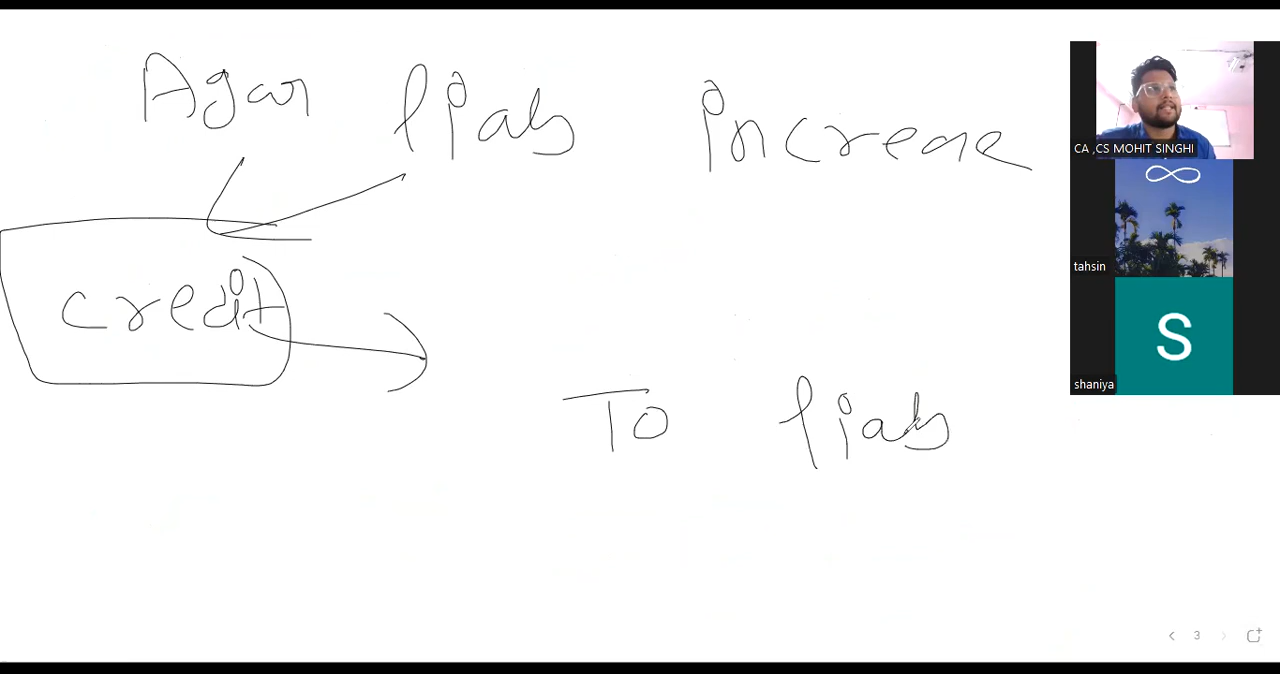 Agar liab increase
CA ,CS MOHIT SINGHI
credit
tahsin
S
shaniya
To liab
3